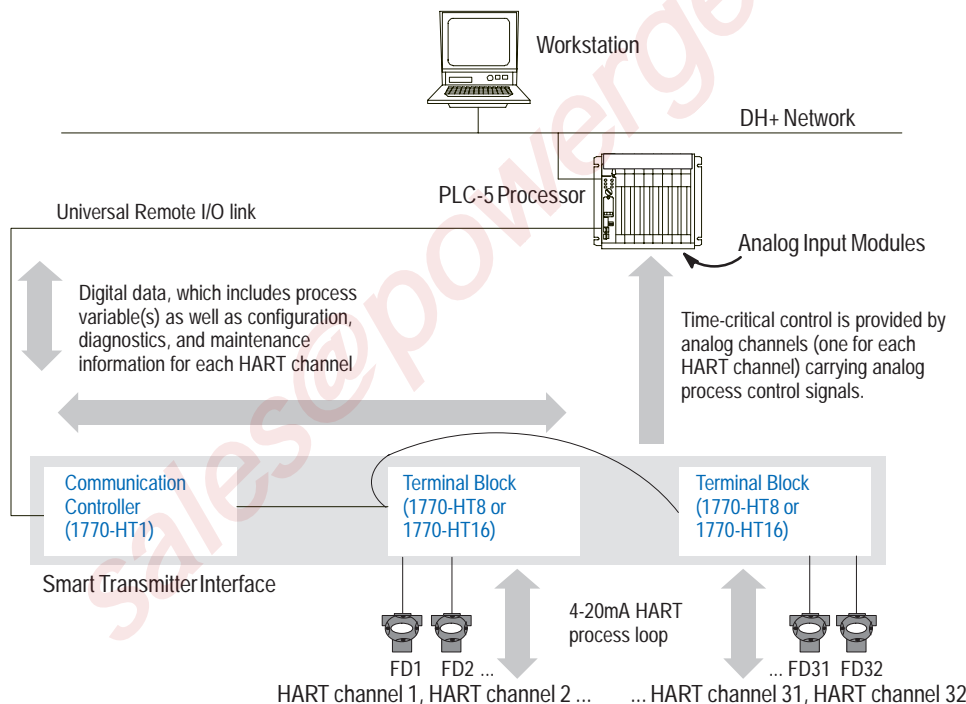 Workstation
DH+ Network
PLC-5 Processor
Universal Remote I/O link
Analog Input Modules
Digital data, which includes process
variable(s) as well as configuration,
diagnostics, and maintenance
information for each HART channel
Time-critical control is provided by
analog channels (one for each
HART channel) carrying analog
process control signals.
Communication
Controller
(1770-HT1)
Terminal Block
(1770-HT8 or
1770-HT16)
Terminal Block
(1770-HT8 or
1770-HT16)
Smart Transmitter Interface
4-20mA HART
process loop
FD1 FD2 ...
... FD31 FD32
HART channel 1, HART channel 2 ...
... HART channel 31, HART channel 32
sales@powerge